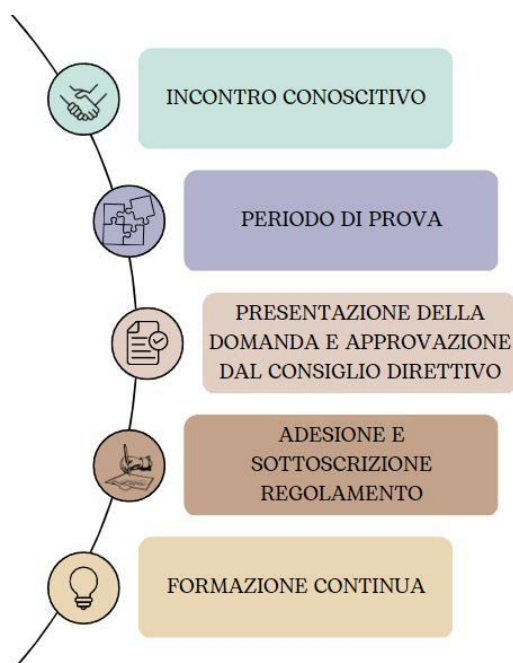 INCONTRO CONOSCITIVO
PERIODO DI PROVA
PRESENTAZIONE DELLA
DOMANDA E APPROVAZIONE
DAL CONSIGLIO DIRETTIVO
ADESIONE E
SOTTOSCRIZIONE
REGOLAMENTO
FORMAZIONE CONTINUA